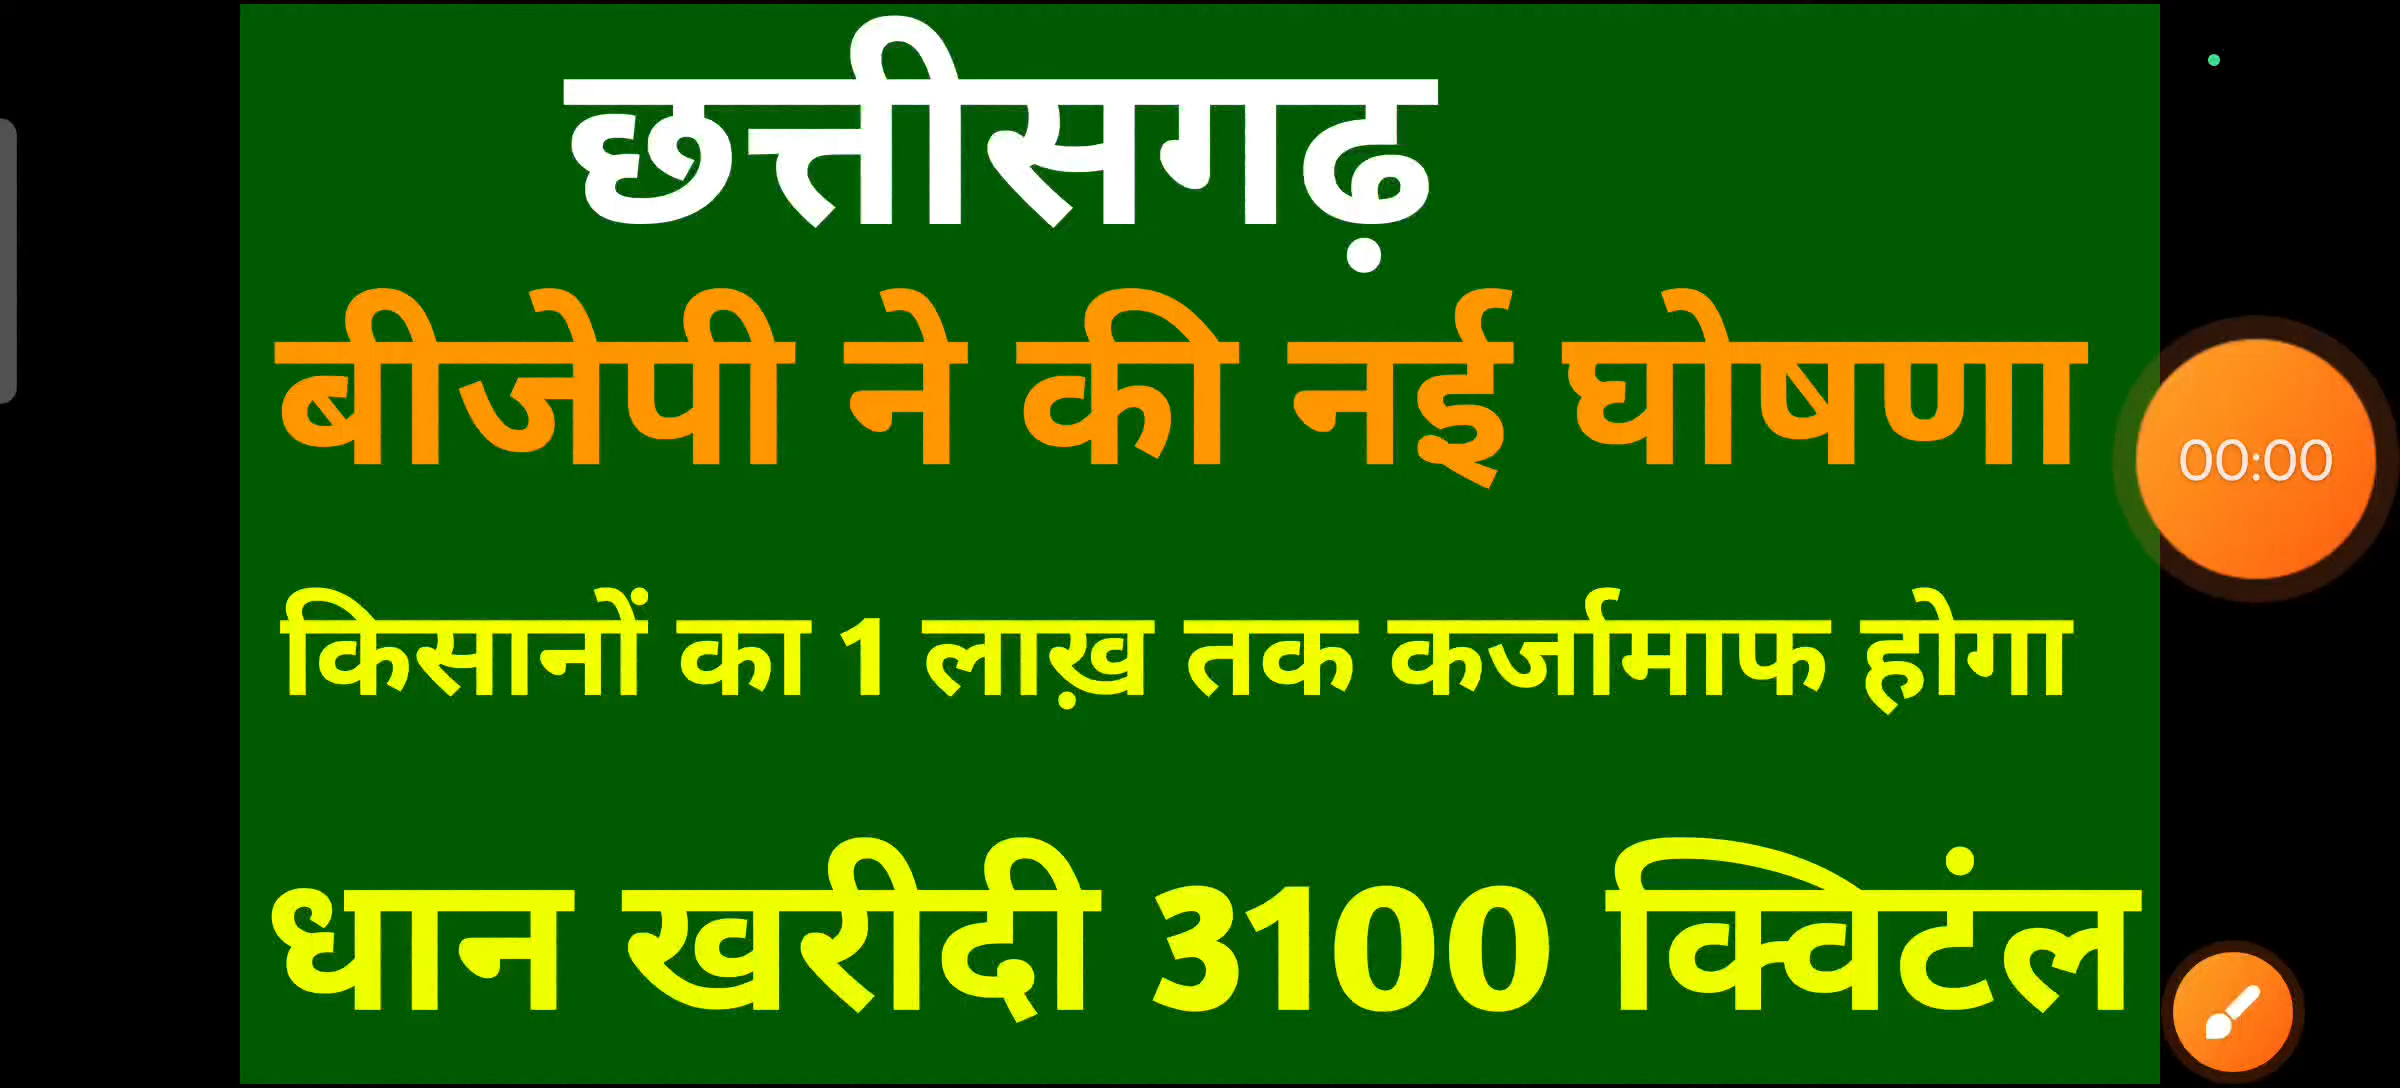 छत्तीसगढ़
बीजेपी ने की नई घोषणा
00:00
किसानों का 1 लाख़ तक कर्जामाफ होगा
धान खरीदी 3100 क्विटंल